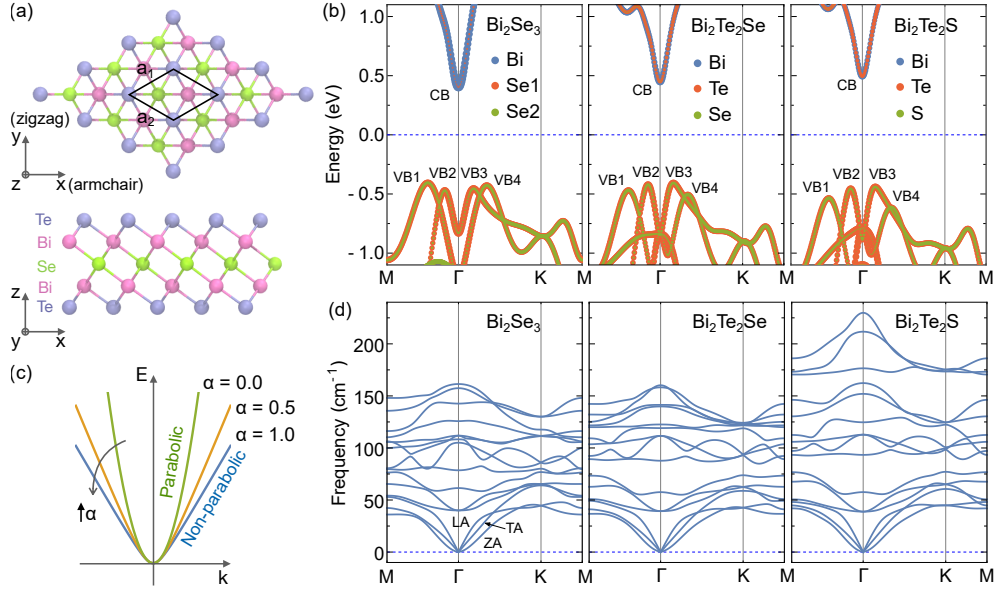 (a)
a1
a2
(zigzag)
y
z
x
(armchair)
Te
Bi
Se
Bi
Te
z
y
x
(b)
Energy (eV)
1.0
0.5
0.0
- 0.5
- 1.0
Bi2Se3
Bi
Se1
Se2
CB
VB1
VB2
VB3
VB4
M
Γ
K
M
Bi2Te2Se
Bi
Te
Se
CB
VB1
VB2
VB3
VB4
Γ
K
M
Bi2Te2S
Bi
Te
S
CB
VB1
VB2
VB3
VB4
Γ
K
M
(c)
E
α = 0.0
α = 0.5
α = 1.0
Parabolic
Non-parabolic
α
k
(d)
Frequency (cm⁻¹)
200
150
100
50
0
Bi2Se3
LA
TA
ZA
M
Γ
K
M
Bi2Te2Se
Γ
K
M
Bi2Te2S
Γ
K
M